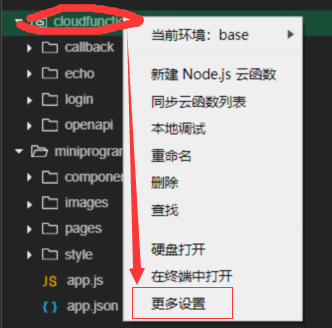 cloudfunctio
callback
echo
login
openapi
miniprogram
componen
images
pages
style
JS app.js
{ } app.json
当前环境：base
新建 Node.js 云函数
同步云函数列表
本地调试
重命名
删除
查找
硬盘打开
在终端中打开
更多设置